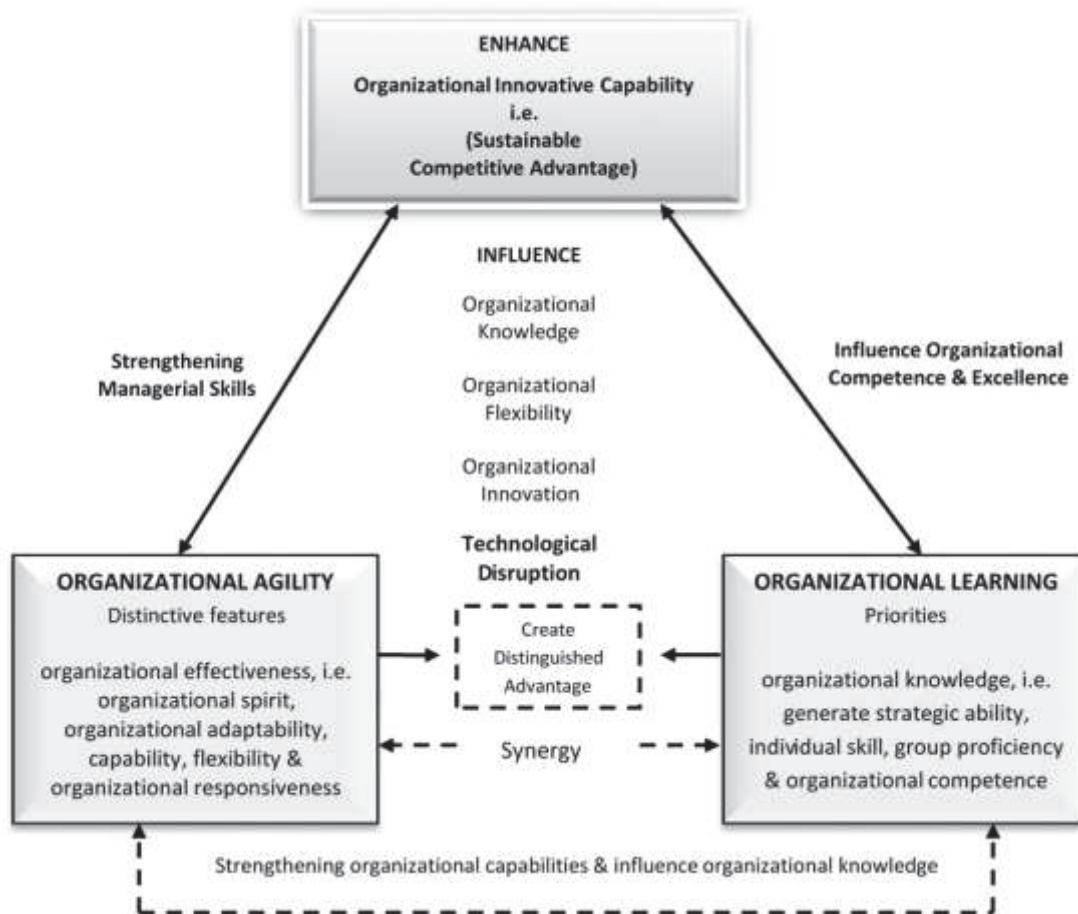 ENHANCE
Organizational Innovative Capability
i.e.
(Sustainable
Competitive Advantage)
INFLUENCE
Organizational
Knowledge
Strengthening
Managerial Skills
Influence Organizational
Competence & Excellence
Organizational
Flexibility
Organizational
Innovation
Technological
Disruption
ORGANIZATIONAL AGILITY
Distinctive features
organizational effectiveness, i.e.
organizational spirit,
organizational adaptability,
capability, flexibility &
organizational responsiveness
Create
Distinguished
Advantage
Synergy
ORGANIZATIONAL LEARNING
Priorities
organizational knowledge, i.e.
generate strategic ability,
individual skill, group proficiency
& organizational competence
Strengthening organizational capabilities & influence organizational knowledge